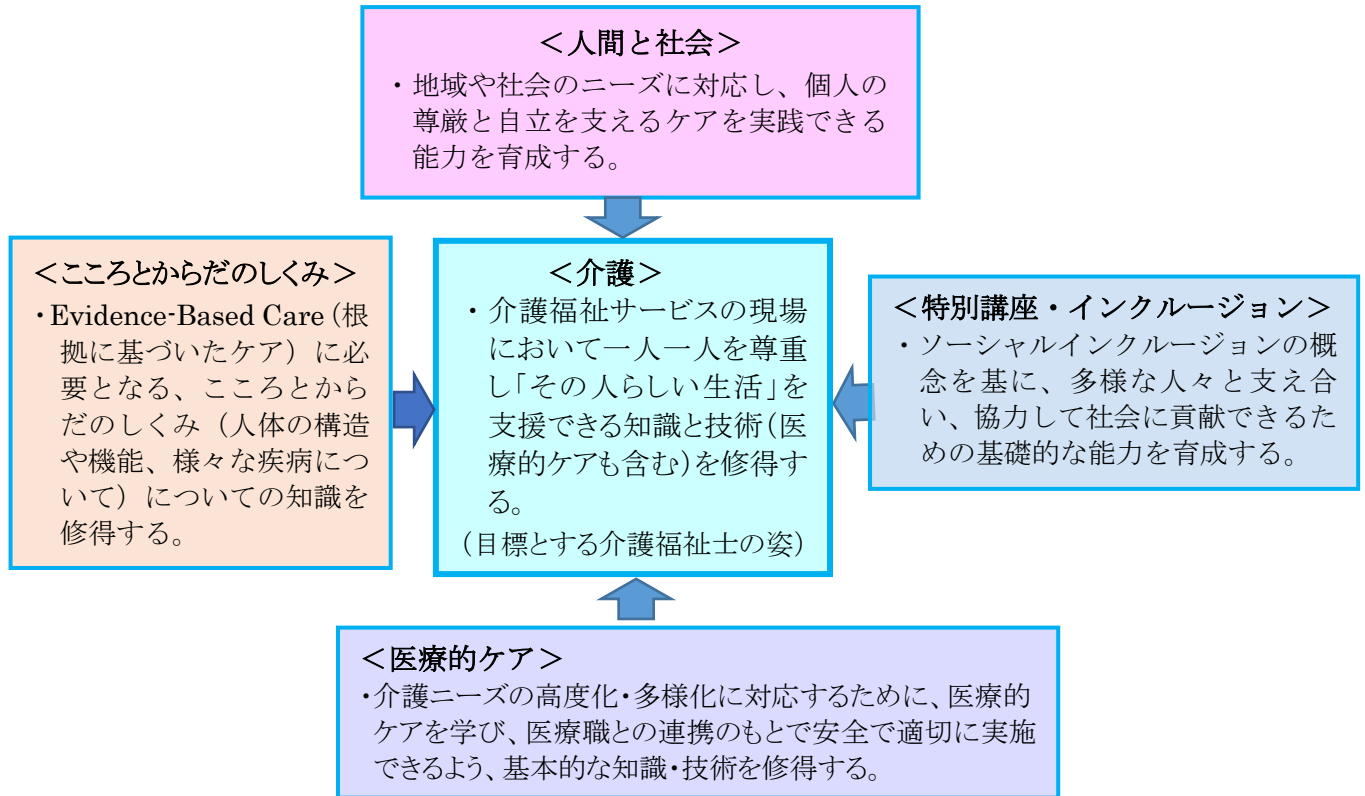 ＜人間と社会＞
・地域や社会のニーズに対応し、個人の
尊厳と自立を支えるケアを実践できる
能力を育成する。
＜こころとからだのしくみ＞
・Evidence-Based Care（根
拠に基づいたケア）に必
要となる、こころとから
だのしくみ（人体の構造
や機能、様々な疾病につ
いて）についての知識を
修得する。
＜介護＞
・介護福祉サービスの現場
において一人一人を尊重
し「その人らしい生活」を
支援できる知識と技術（医
療的ケアも含む）を修得す
る。
（目標とする介護福祉士の姿）
＜特別講座・インクルージョン＞
・ソーシャルインクルージョンの概
念を基に、多様な人々と支え合
い、協力して社会に貢献できるた
めの基礎的な能力を育成する。
＜医療的ケア＞
・介護ニーズの高度化・多様化に対応するために、医療的
ケアを学び、医療職との連携のもとで安全で適切に実施
できるよう、基本的な知識・技術を修得する。